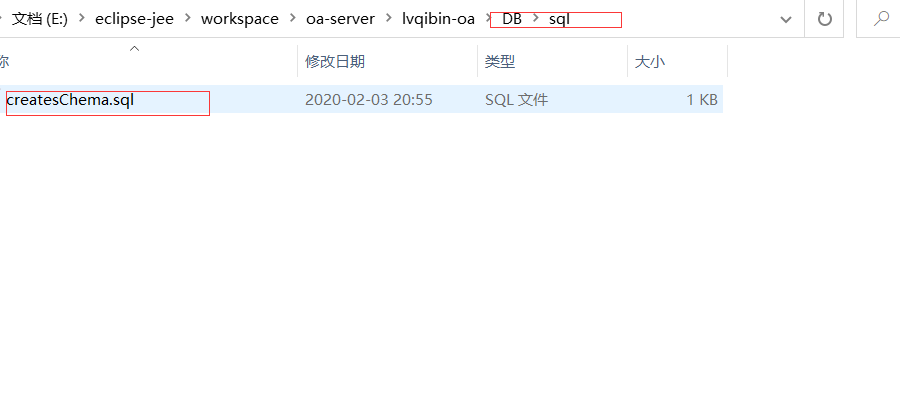 文档 (E:) › eclipse-jee › workspace › oa-server › lvqibin-oa › DB › sql
称 修改日期 类型 大小
createsChema.sql 2020-02-03 20:55 SQL 文件 1 KB